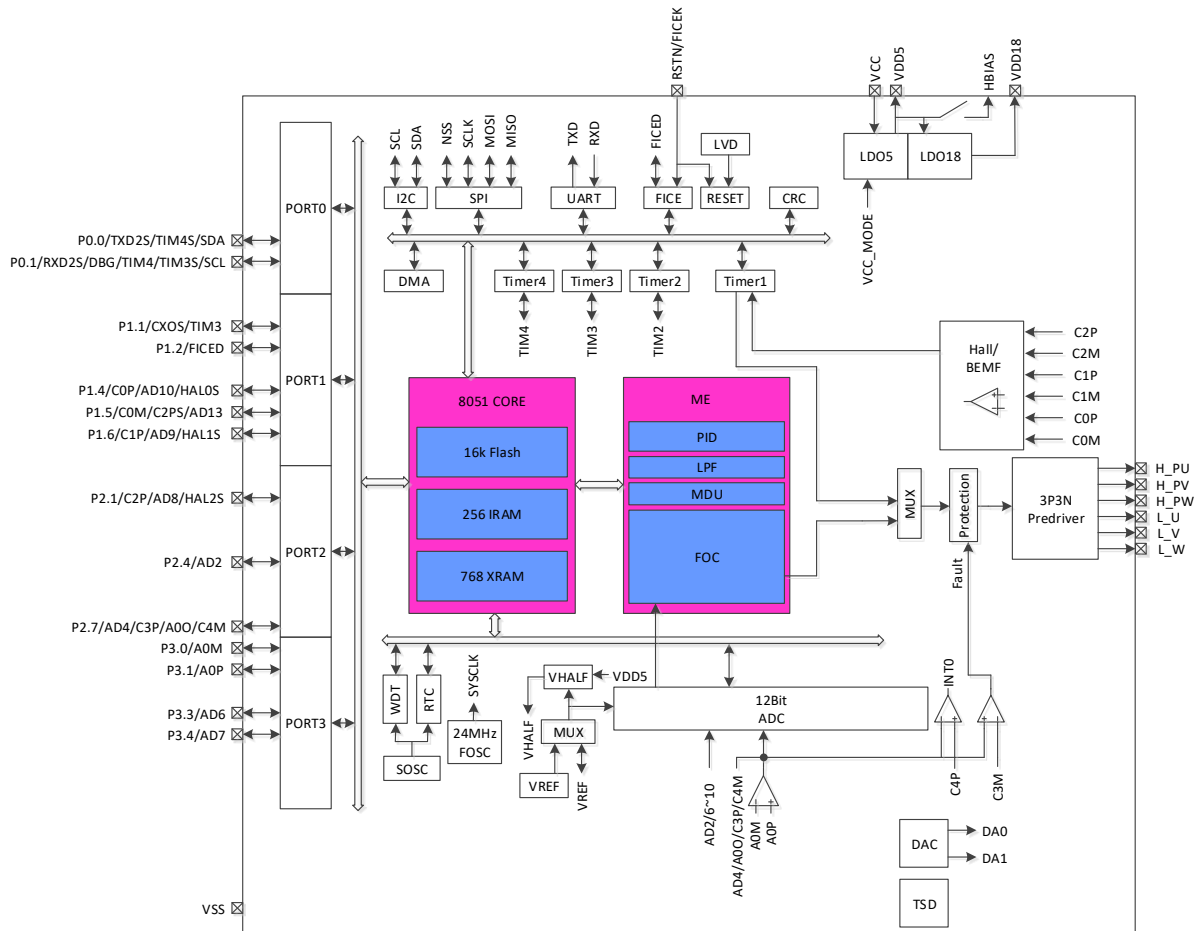 RSTN/FICEK
VCC
VDD5
HBIAS
VDD18
SCL
SDA
NSS
SCLK
MOSI
MISO
TXD
RXD
FICED
LVD
LDO5
LDO18
I2C
SPI
UART
FICE
RESET
CRC
PORT0
P0.0/TXD2S/TIM4S/SDA
P0.1/RXD2S/DBG/TIM4/TIM3S/SCL
VCC_MODE
DMA
Timer4
Timer3
Timer2
Timer1
TIM4
TIM3
TIM2
P1.1/CXOS/TIM3
P1.2/FICED
PORT1
P1.4/C0P/AD10/HAL0S
P1.5/C0M/C2PS/AD13
P1.6/C1P/AD9/HAL1S
Hall/
BEMF
C2P
C2M
C1P
C1M
C0P
C0M
8051 CORE
16k Flash
256 IRAM
768 XRAM
ME
PID
LPF
MDU
FOC
MUX
Protection
Fault
3P3N
Predriver
H_PU
H_PV
H_PW
L_U
L_V
L_W
P2.1/C2P/AD8/HAL2S
PORT2
P2.4/AD2
P2.7/AD4/C3P/A0O/C4M
P3.0/A0M
P3.1/A0P
PORT3
P3.3/AD6
P3.4/AD7
WDT
RTC
SOSC
SYSCLK
24MHz
FOSC
VHALF
VDD5
VHALF
MUX
VREF
VREF
12Bit
ADC
INT0
C4P
C3M
AD2/6~10
AD4/A0O/C3P/C4M
A0M
A0P
DAC
DA0
DA1
TSD
VSS